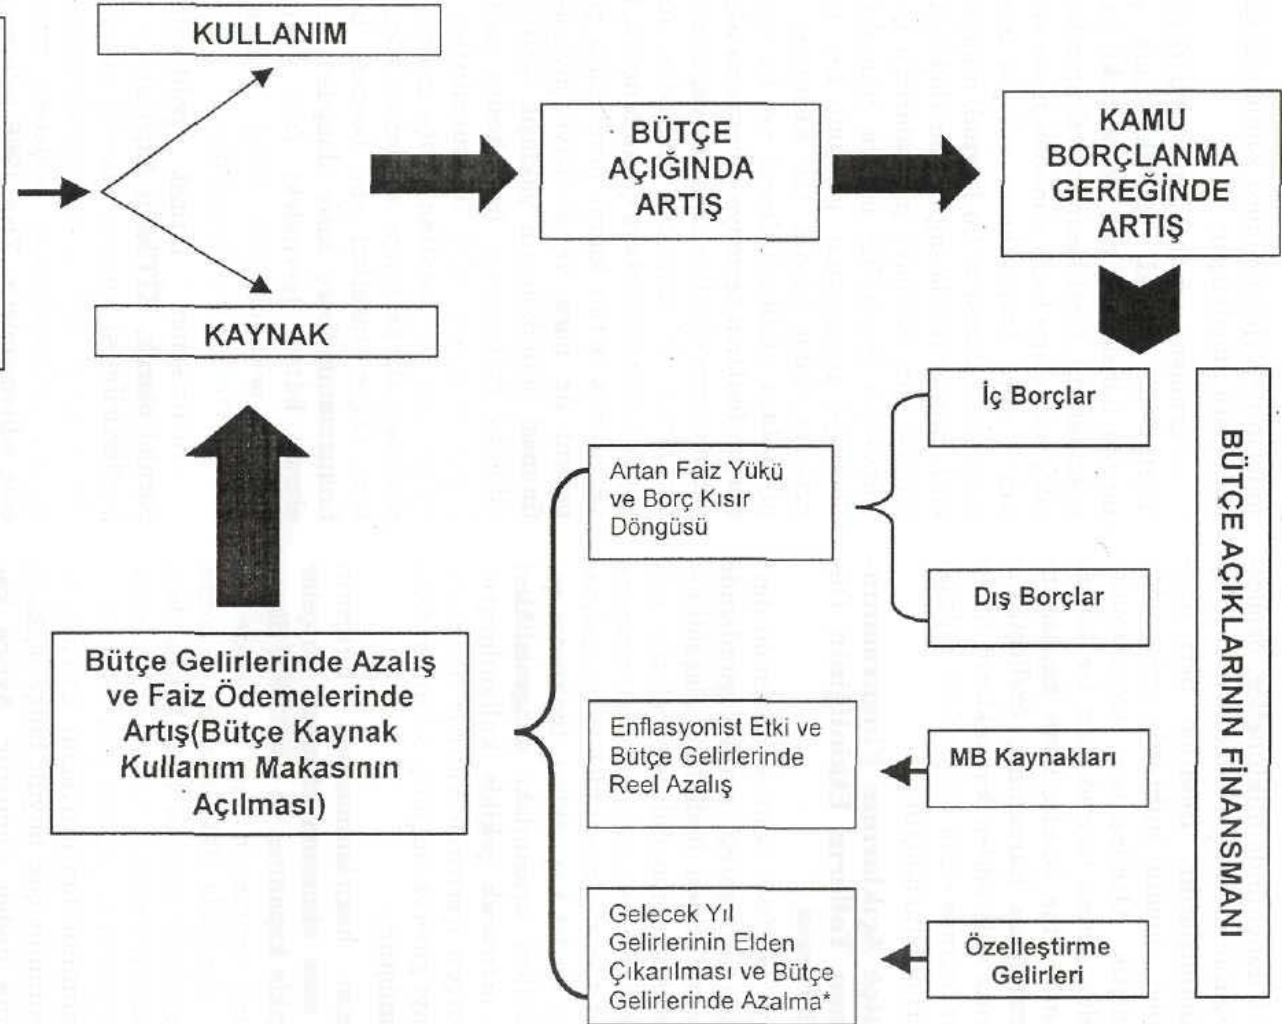 KULLANIM
BÜTÇE
AÇIĞINDA
ARTIŞ
KAMU
BORÇLANMA
GEREĞİNDE
ARTIŞ
KAYNAK
İç Borçlar
Artan Faiz Yükü
ve Borç Kısır
Döngüsü
Dış Borçlar
BÜTÇE AÇIKLARININ FİNANSMANI
Bütçe Gelirlerinde Azalış
ve Faiz Ödemelerinde
Artış(Bütçe Kaynak
Kullanım Makasının
Açılması)
Enflasyonist Etki ve
Bütçe Gelirlerinde
Reel Azalış
MB Kaynakları
Gelecek Yıl
Gelirlerinin Elden
Çıkarılması ve Bütçe
Gelirlerinde Azalma*
Özelleştirme
Gelirleri